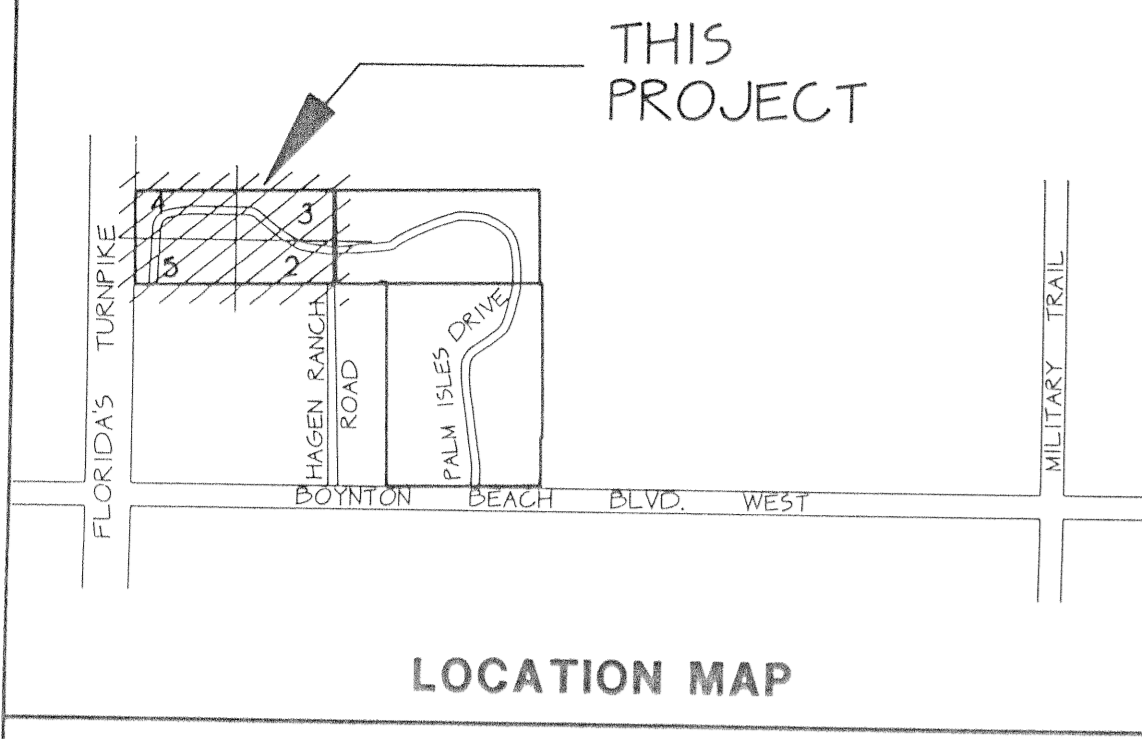 THIS
PROJECT
4
3
5
2
FLORIDA'S TURNPIKE
HAGEN RANCH
ROAD
PALM ISLES DRIVE
MILITARY TRAIL
BOYNTON BEACH BLVD. WEST
LOCATION MAP